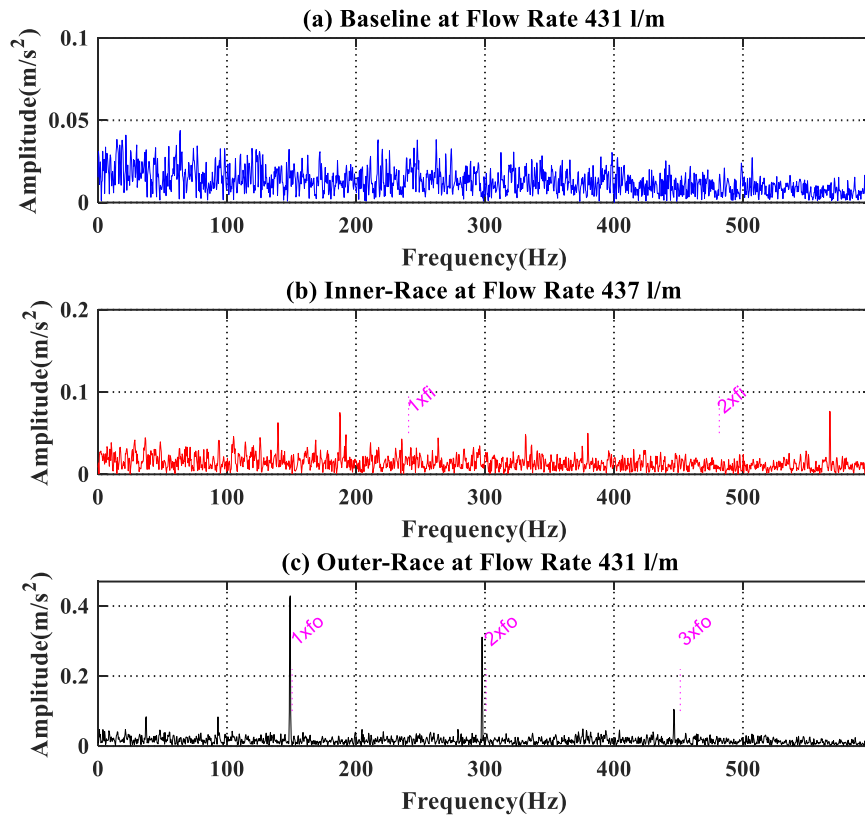 (a) Baseline at Flow Rate 431 l/m
0.1
0.05
0
Amplitude(m/s²)
0 100 200 300 400 500
Frequency(Hz)
(b) Inner-Race at Flow Rate 437 l/m
0.2
0.1
0
Amplitude(m/s²)
1xfi
2xfi
0 100 200 300 400 500
Frequency(Hz)
(c) Outer-Race at Flow Rate 431 l/m
0.4
0.2
0
Amplitude(m/s²)
1xfo
2xfo
3xfo
0 100 200 300 400 500
Frequency(Hz)